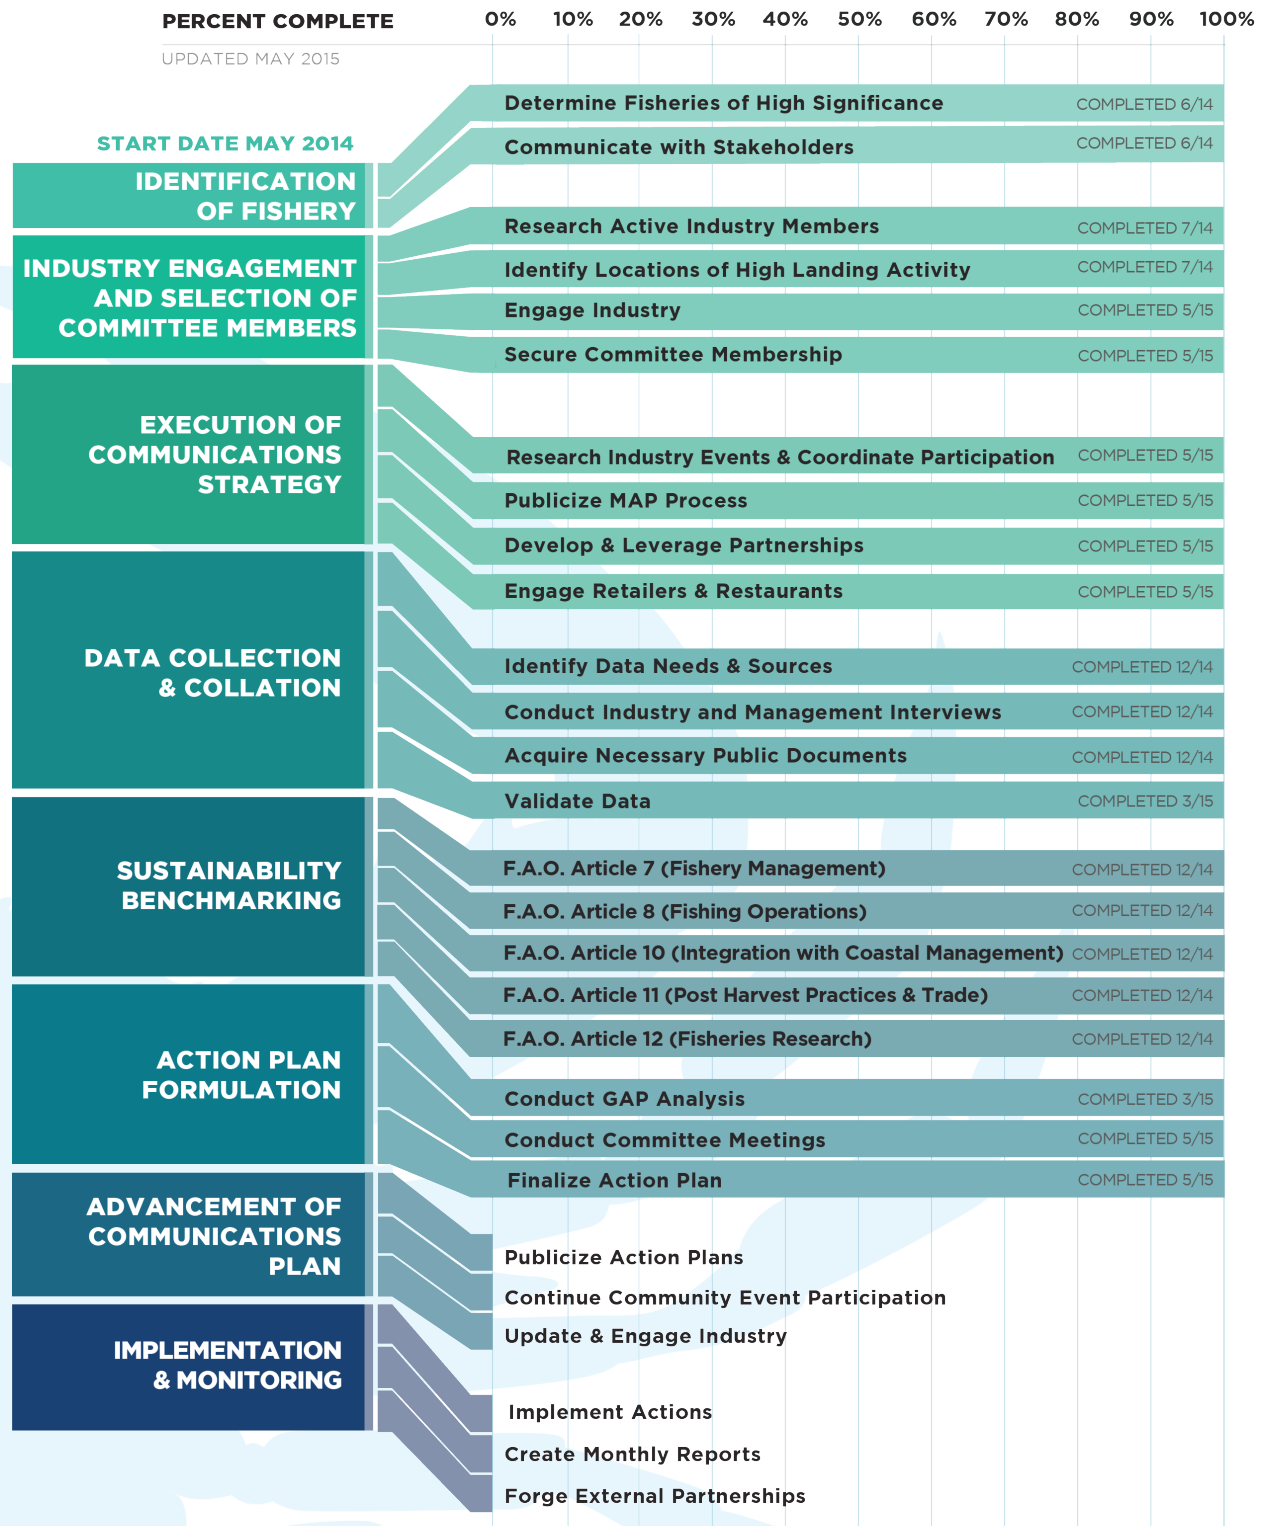 PERCENT COMPLETE 0% 10% 20% 30% 40% 50% 60% 70% 80% 90% 100%
UPDATED MAY 2015
START DATE MAY 2014
IDENTIFICATION
OF FISHERY
Determine Fisheries of High Significance COMPLETED 6/14
Communicate with Stakeholders COMPLETED 6/14
INDUSTRY ENGAGEMENT
AND SELECTION OF
COMMITTEE MEMBERS
Research Active Industry Members COMPLETED 7/14
Identify Locations of High Landing Activity COMPLETED 7/14
Engage Industry COMPLETED 5/15
Secure Committee Membership COMPLETED 5/15
EXECUTION OF
COMMUNICATIONS
STRATEGY
Research Industry Events & Coordinate Participation COMPLETED 5/15
Publicize MAP Process COMPLETED 5/15
Develop & Leverage Partnerships COMPLETED 5/15
Engage Retailers & Restaurants COMPLETED 5/15
DATA COLLECTION
& COLLATION
Identify Data Needs & Sources COMPLETED 12/14
Conduct Industry and Management Interviews COMPLETED 12/14
Acquire Necessary Public Documents COMPLETED 12/14
Validate Data COMPLETED 3/15
SUSTAINABILITY
BENCHMARKING
F.A.O. Article 7 (Fishery Management) COMPLETED 12/14
F.A.O. Article 8 (Fishing Operations) COMPLETED 12/14
F.A.O. Article 10 (Integration with Coastal Management) COMPLETED 12/14
F.A.O. Article 11 (Post Harvest Practices & Trade) COMPLETED 12/14
F.A.O. Article 12 (Fisheries Research) COMPLETED 12/14
ACTION PLAN
FORMULATION
Conduct GAP Analysis COMPLETED 3/15
Conduct Committee Meetings COMPLETED 5/15
Finalize Action Plan COMPLETED 5/15
ADVANCEMENT OF
COMMUNICATIONS
PLAN
Publicize Action Plans
Continue Community Event Participation
Update & Engage Industry
IMPLEMENTATION
& MONITORING
Implement Actions
Create Monthly Reports
Forge External Partnerships